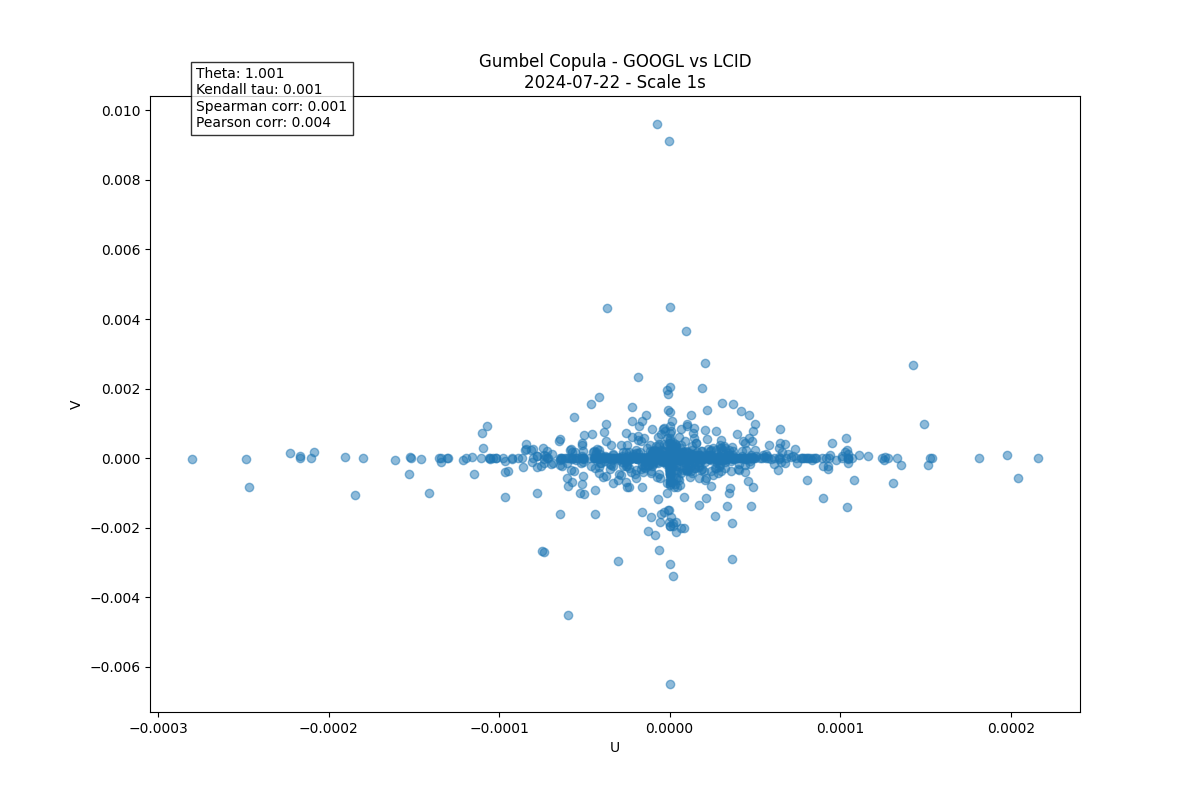 Gumbel Copula - GOOGL vs LCID
2024-07-22 - Scale 1s
Theta: 1.001
Kendall tau: 0.001
Spearman corr: 0.001
Pearson corr: 0.004
0.010
0.008
0.006
0.004
0.002
0.000
−0.002
−0.004
−0.006
V
−0.0003 −0.0002 −0.0001 0.0000 0.0001 0.0002
U